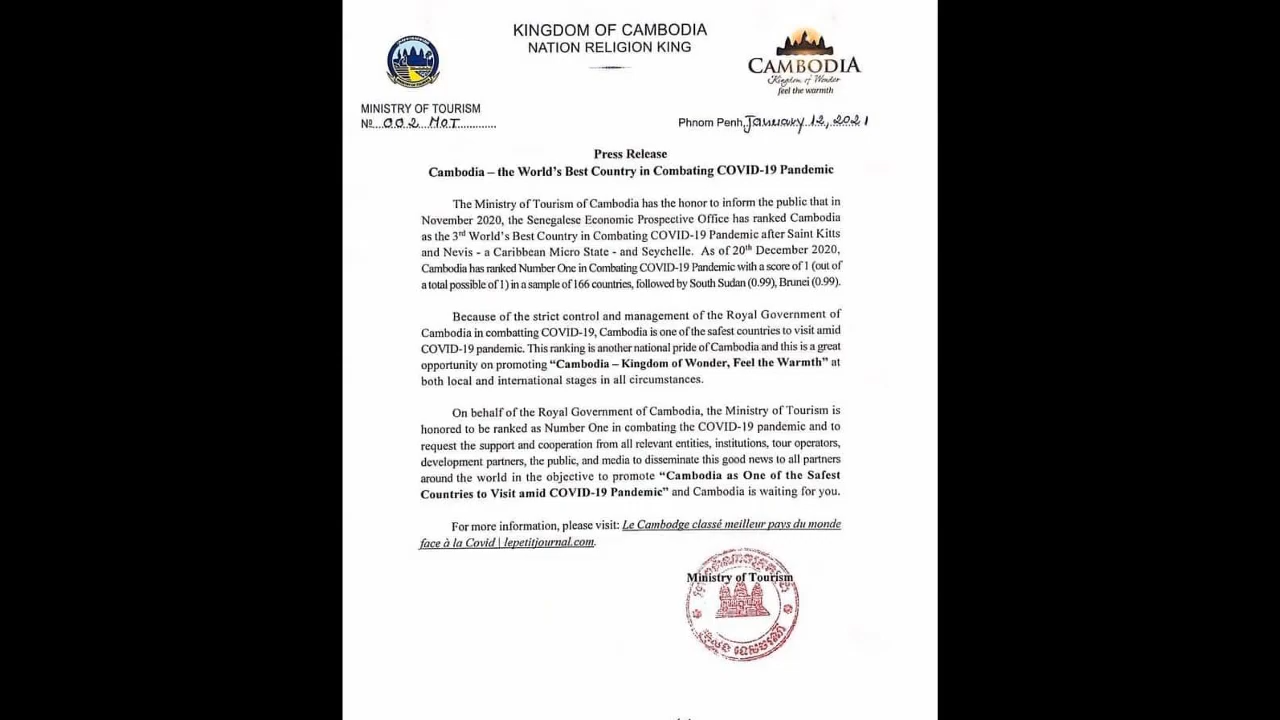 KINGDOM OF CAMBODIA
NATION RELIGION KING
CAMBODIA
Kingdom of Wonder
feel the warmth
MINISTRY OF TOURISM
Nº...002 MOT............
Phnom Penh, January 12, 2021
Press Release
Cambodia – the World's Best Country in Combating COVID-19 Pandemic
The Ministry of Tourism of Cambodia has the honor to inform the public that in
November 2020, the Senegalese Economic Prospective Office has ranked Cambodia
as the 3rd World's Best Country in Combating COVID-19 Pandemic after Saint Kitts
and Nevis - a Caribbean Micro State - and Seychelle. As of 20th December 2020,
Cambodia has ranked Number One in Combating COVID-19 Pandemic with a score of 1 (out of
a total possible of 1) in a sample of 166 countries, followed by South Sudan (0.99), Brunei (0.99).
Because of the strict control and management of the Royal Government of
Cambodia in combatting COVID-19, Cambodia is one of the safest countries to visit amid
COVID-19 pandemic. This ranking is another national pride of Cambodia and this is a great
opportunity on promoting "Cambodia – Kingdom of Wonder, Feel the Warmth" at
both local and international stages in all circumstances.
On behalf of the Royal Government of Cambodia, the Ministry of Tourism is
honored to be ranked as Number One in combating the COVID-19 pandemic and to
request the support and cooperation from all relevant entities, institutions, tour operators,
development partners, the public, and media to disseminate this good news to all partners
around the world in the objective to promote "Cambodia as One of the Safest
Countries to Visit amid COVID-19 Pandemic" and Cambodia is waiting for you.
For more information, please visit: Le Cambodge classé meilleur pays du monde
face à la Covid | lepetitjournal.com.
Ministry of Tourism